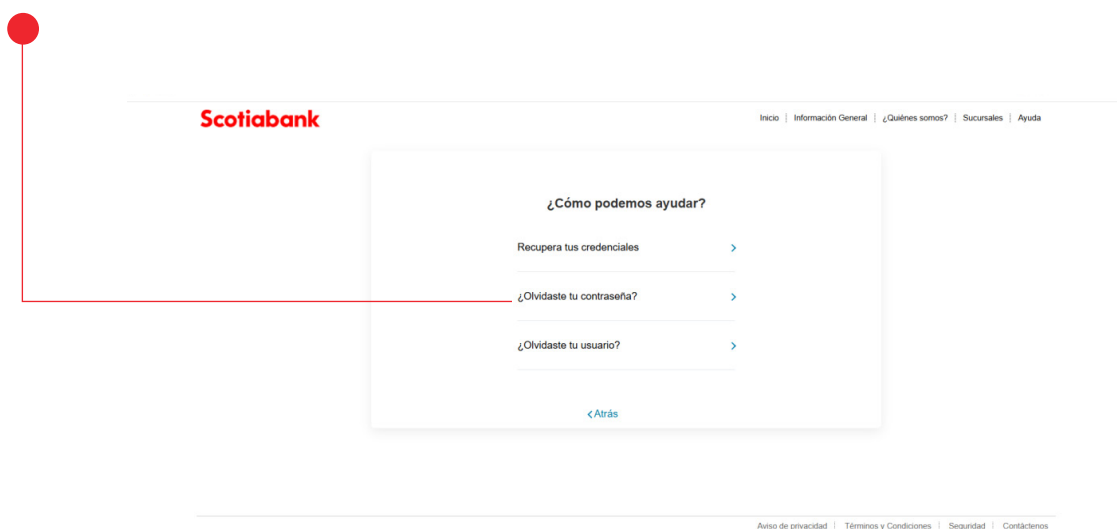 Scotiabank
Inicio | Información General | ¿Quiénes somos? | Sucursales | Ayuda
¿Cómo podemos ayudar?
Recupera tus credenciales
¿Olvidaste tu contraseña?
¿Olvidaste tu usuario?
Atrás
Aviso de privacidad | Términos y Condiciones | Seguridad | Contáctenos